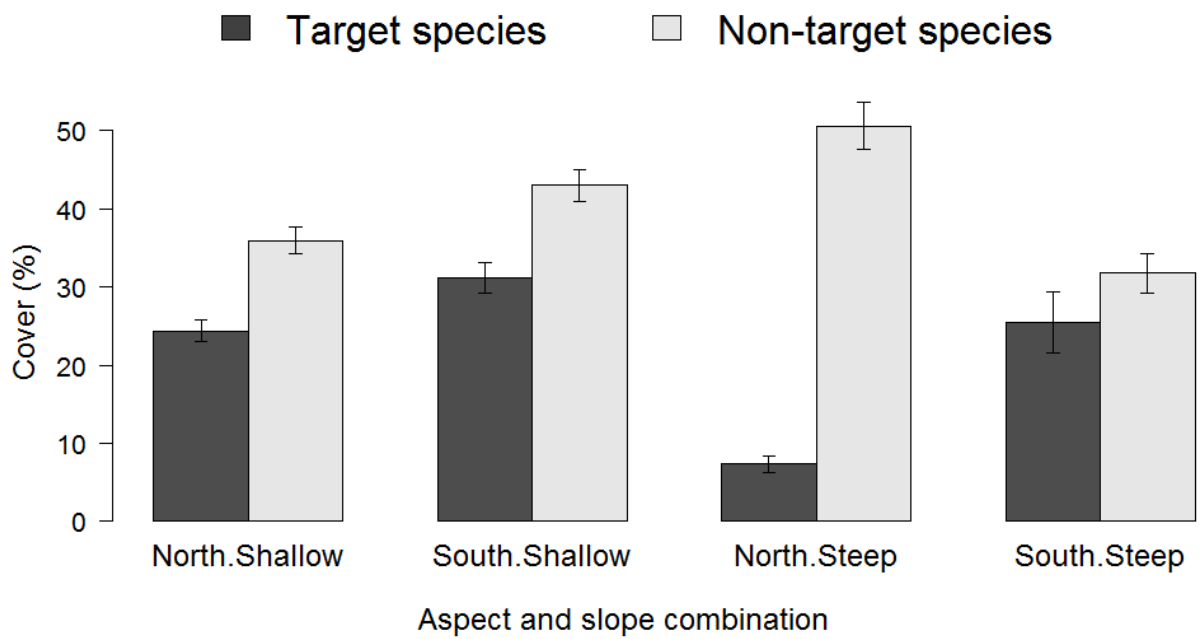 Target species Non-target species
50
40
30
20
10
0
Cover (%)
North.Shallow South.Shallow North.Steep South.Steep
Aspect and slope combination